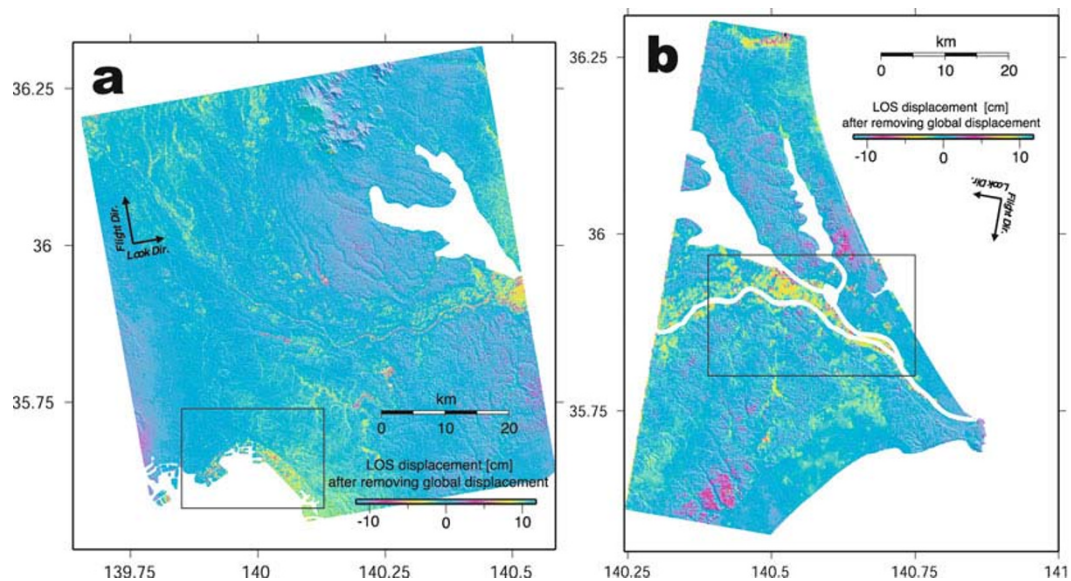 a
36.25
36
35.75
Flight Dir.
Look Dir.
km
0 10 20
LOS displacement [cm]
after removing global displacement
-10 0 10
139.75 140 140.25 140.5
b
36.25
36
35.75
km
0 10 20
LOS displacement [cm]
after removing global displacement
-10 0 10
Look Dir.
Flight Dir.
140.25 140.5 140.75 141